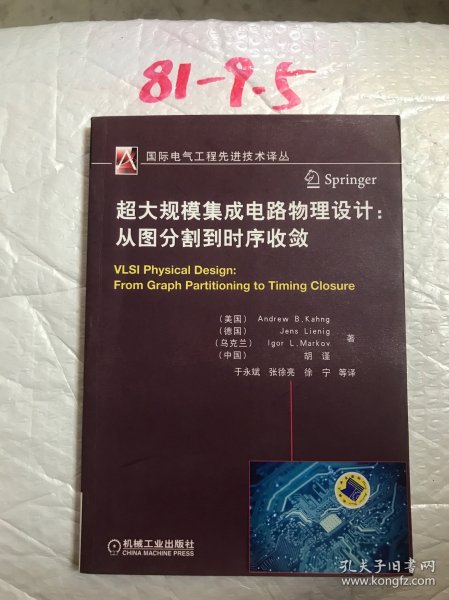 81-9.5
A 国际电气工程先进技术译丛
Springer
超大规模集成电路物理设计：
从图分割到时序收敛
VLSI Physical Design:
From Graph Partitioning to Timing Closure
（美国） Andrew B.Kahng
（德国） Jens Lienig
（乌克兰） Igor L.Markov 著
（中国） 胡 谨
于永斌 张徐亮 徐 宁 等译
机械工业出版社
CHINA MACHINE PRESS
孔夫子旧书网
www.kongfz.com